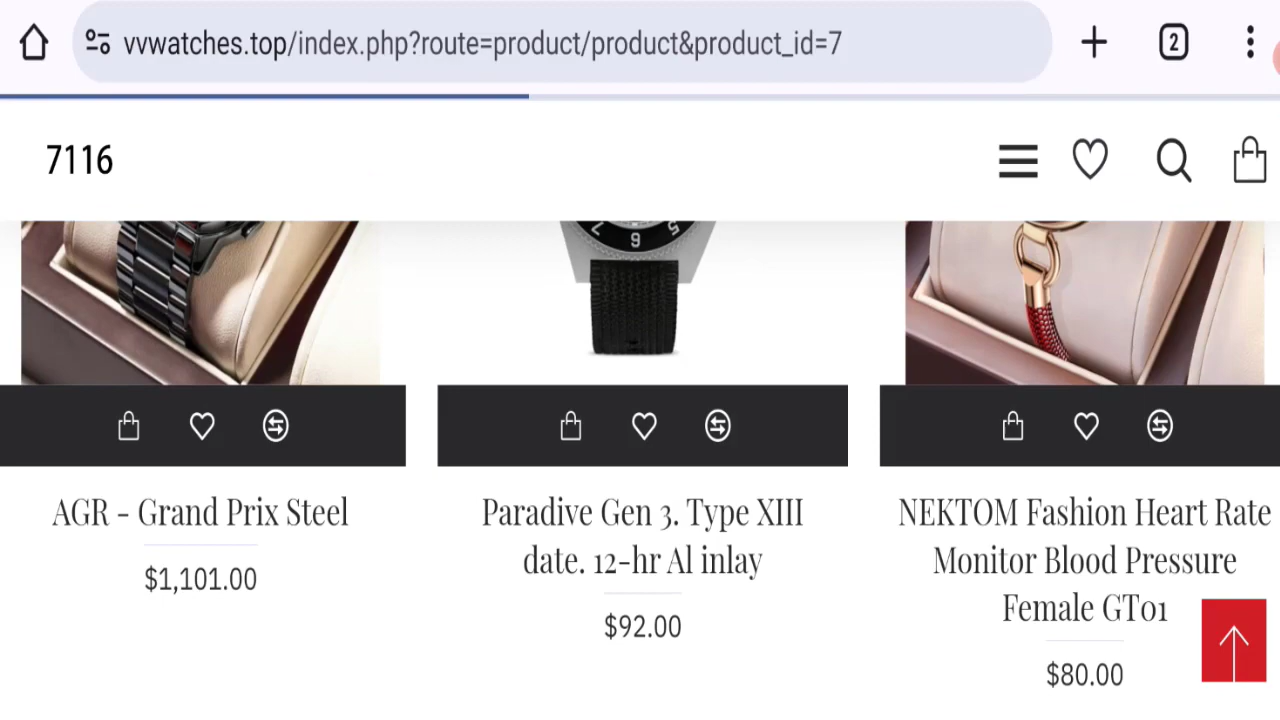 vvwatches.top/index.php?route=product/product&product_id=7
2
7116
6
5
AGR - Grand Prix Steel
$1,101.00
Paradive Gen 3. Type XIII
date. 12-hr Al inlay
$92.00
NEKTOM Fashion Heart Rate
Monitor Blood Pressure
Female GT01
$80.00